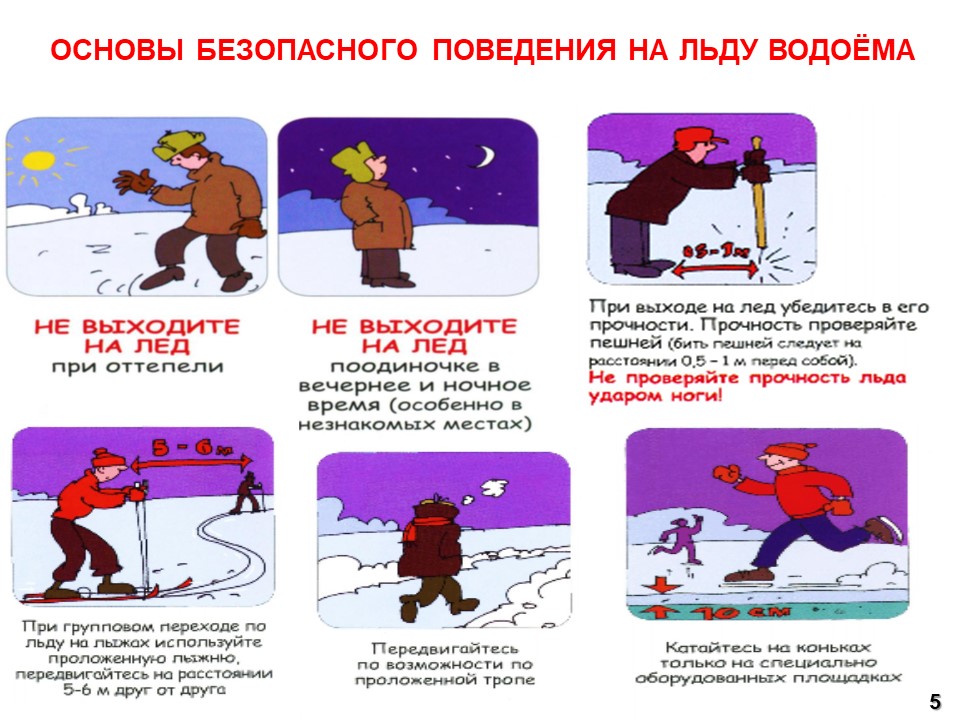 ОСНОВЫ БЕЗОПАСНОГО ПОВЕДЕНИЯ НА ЛЬДУ ВОДОЁМА
НЕ ВЫХОДИТЕ
НА ЛЕД
при оттепели
НЕ ВЫХОДИТЕ
НА ЛЕД
поодиночке в
вечернее и ночное
время (особенно в
незнакомых местах)
0,5-1м
При выходе на лед убедитесь в его
прочности. Прочность проверяйте
пешней (бить пешней следует на
расстоянии 0,5 – 1 м перед собой).
Не проверяйте прочность льда
ударом ноги!
5 - 6 м
При групповом переходе по
льду на лыжах используйте
проложенную лыжню,
передвигайтесь на расстоянии
5-6 м друг от друга
Передвигайтесь
по возможности по
проложенной тропе
10 см
Катайтесь на коньках
только на специально
оборудованных площадках
5